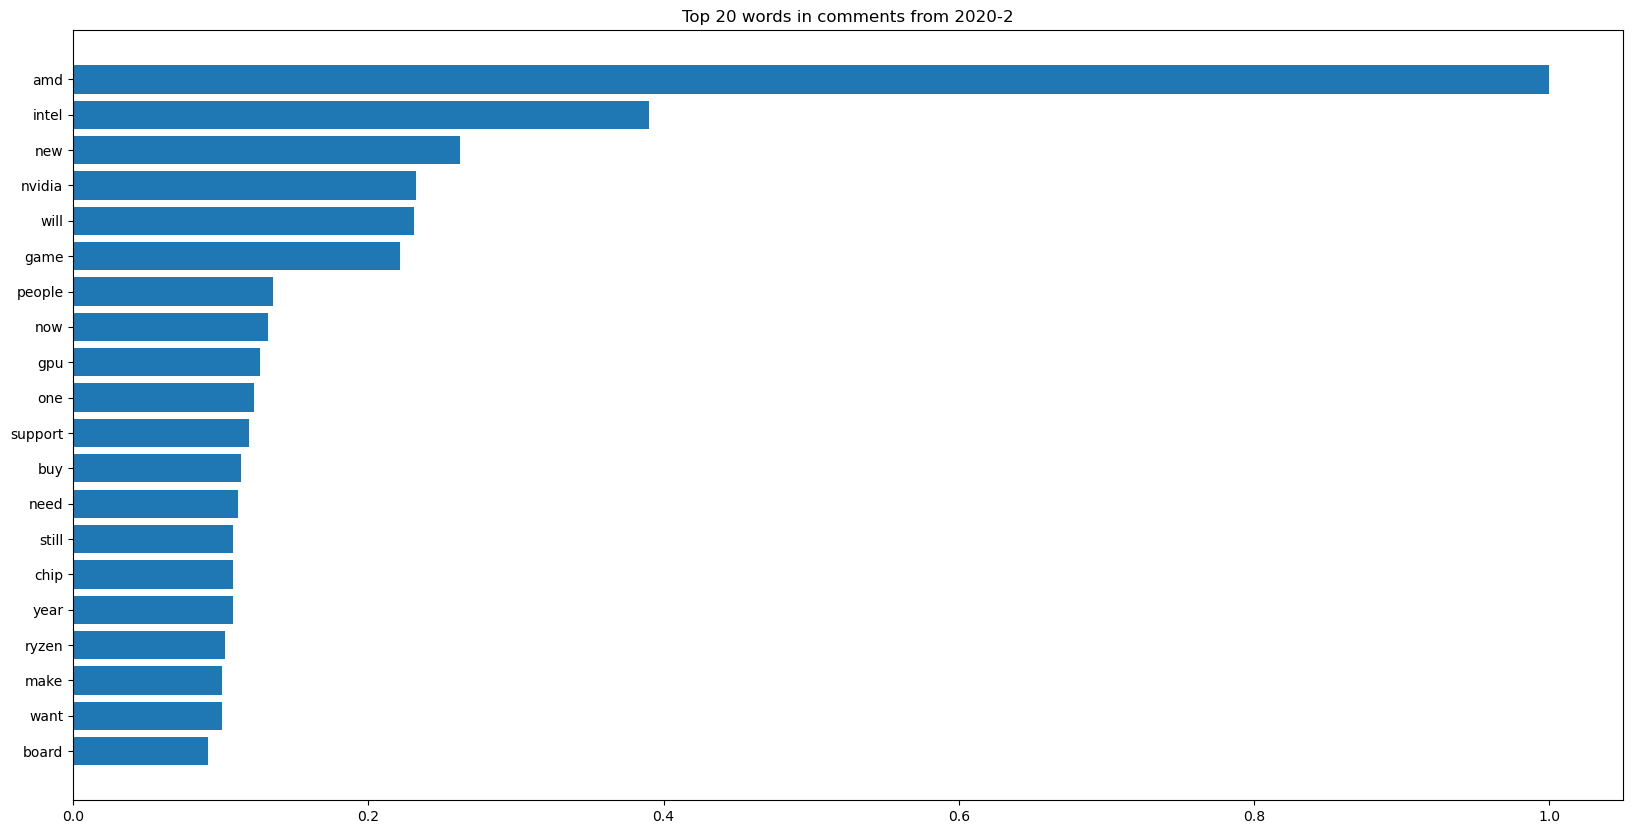 Top 20 words in comments from 2020-2
amd
intel
new
nvidia
will
game
people
now
gpu
one
support
buy
need
still
chip
year
ryzen
make
want
board
0.0 0.2 0.4 0.6 0.8 1.0